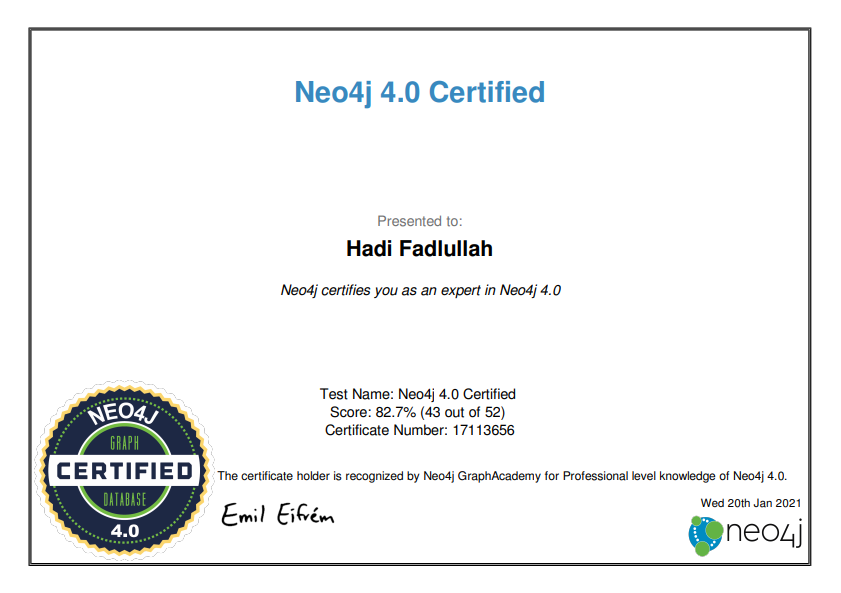 Neo4j 4.0 Certified
Presented to:
Hadi Fadlullah
Neo4j certifies you as an expert in Neo4j 4.0
Test Name: Neo4j 4.0 Certified
Score: 82.7% (43 out of 52)
Certificate Number: 17113656
NEO4J
GRAPH
CERTIFIED
DATABASE
4.0
The certificate holder is recognized by Neo4j GraphAcademy for Professional level knowledge of Neo4j 4.0.
Emil Eifrém
Wed 20th Jan 2021
neo4j